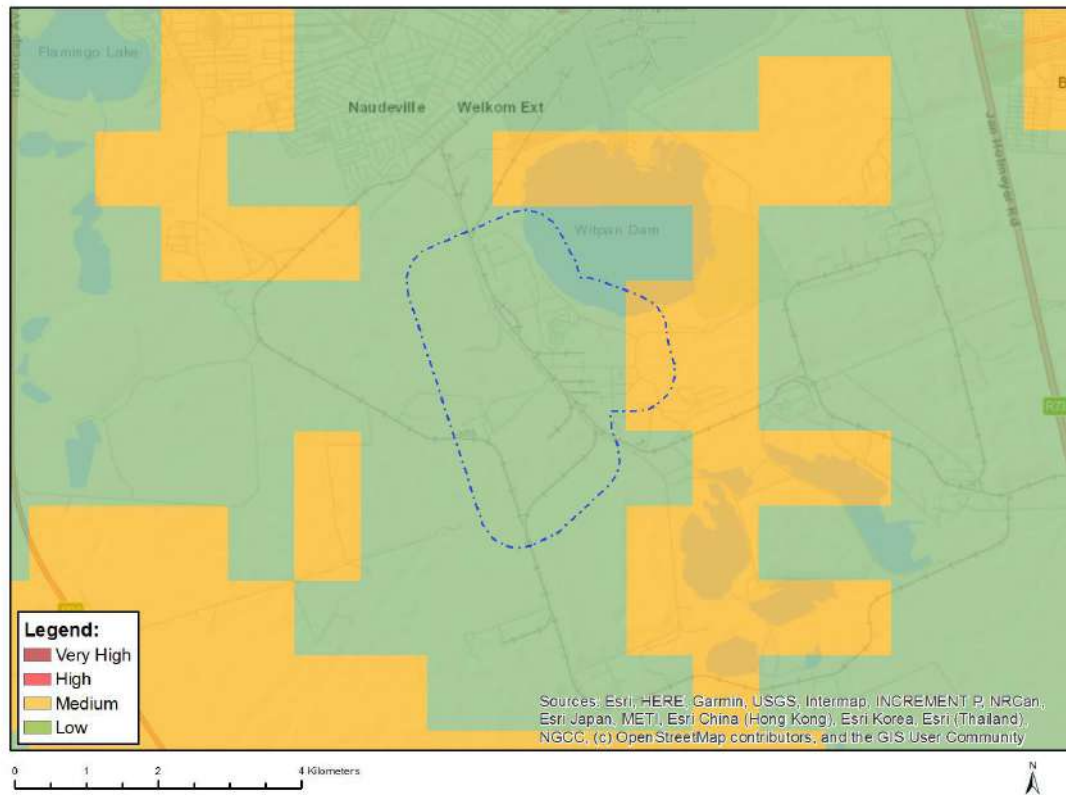 Flamingo Lake
Naudeville
Welkom Ext
Jan Hofmeyr Rd
B
Witpan Dam
R73
Legend:
Very High
High
Medium
Low
Sources: Esri, HERE, Garmin, USGS, Intermap, INCREMENT P, NRCan,
Esri Japan, METI, Esri China (Hong Kong), Esri Korea, Esri (Thailand),
NGCC, (c) OpenStreetMap contributors, and the GIS User Community
0 1 2 4 Kilometers
N